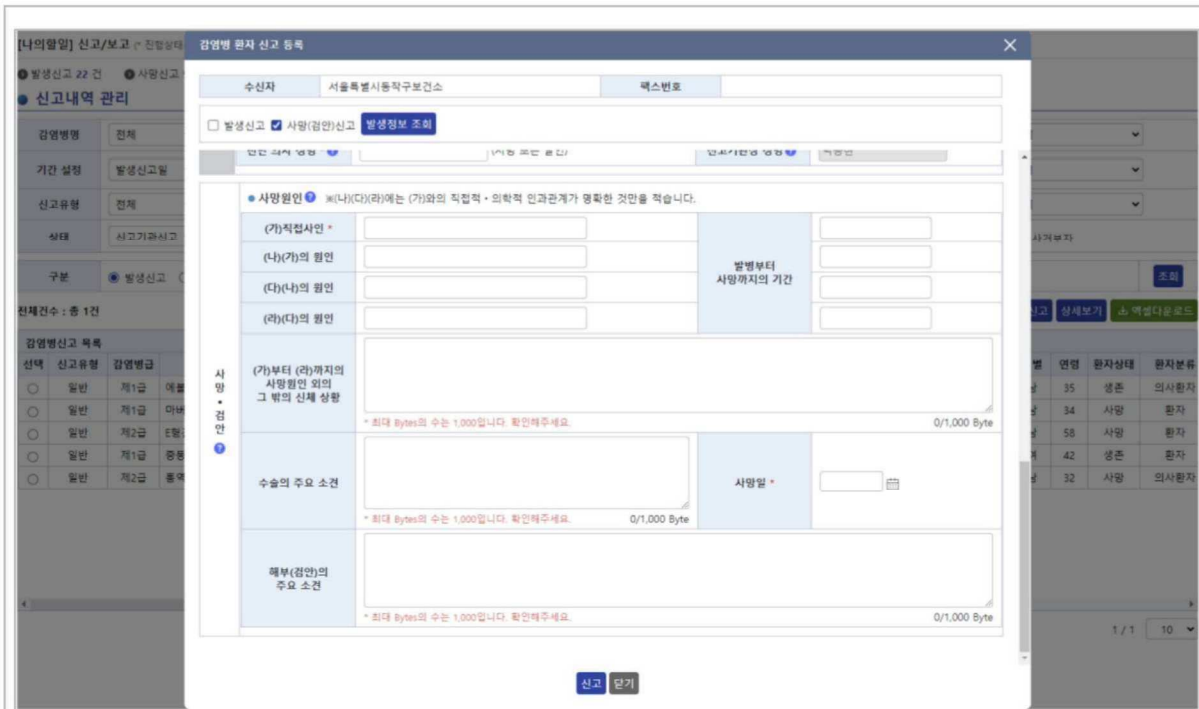 [나의할일] 신고/보고 (* 진행상태
감염병 환자 신고 등록
발생신고 22 건 사망신고
신고내역 관리
수신자 서울특별시동작구보건소 팩스번호
발생신고 사망(검안)신고 발생정보 조회
감염병명 전체
기간 설정 발생신고일
신고유형 전체
상태 신고기관신고
구분 발생신고 조회
전체건수 : 총 1건
신고 상세보기 엑셀다운로드
사망원인 ※(나)(다)(라)에는 (가)와의 직접적·의학적 인과관계가 명확한 것만을 적습니다.
(가)직접사인 *
(나)(가)의 원인
(다)(나)의 원인
(라)(다)의 원인
발병부터
사망까지의 기간
사망·검안
(가)부터 (라)까지의
사망원인 외의
그 밖의 신체 상황
* 최대 Bytes의 수는 1,000입니다. 확인해주세요. 0/1,000 Byte
수술의 주요 소견
* 최대 Bytes의 수는 1,000입니다. 확인해주세요. 0/1,000 Byte
사망일 *
해부(검안)의
주요 소견
* 최대 Bytes의 수는 1,000입니다. 확인해주세요. 0/1,000 Byte
신고 닫기
감염병신고 목록
선택 신고유형 감염병급 연령 환자상태 환자분류
일반 제1급 35 생존 의사환자
일반 제1급 34 사망 환자
일반 제2급 58 사망 환자
일반 제1급 42 생존 환자
일반 제2급 홍역 32 사망 의사환자
1 / 1 10